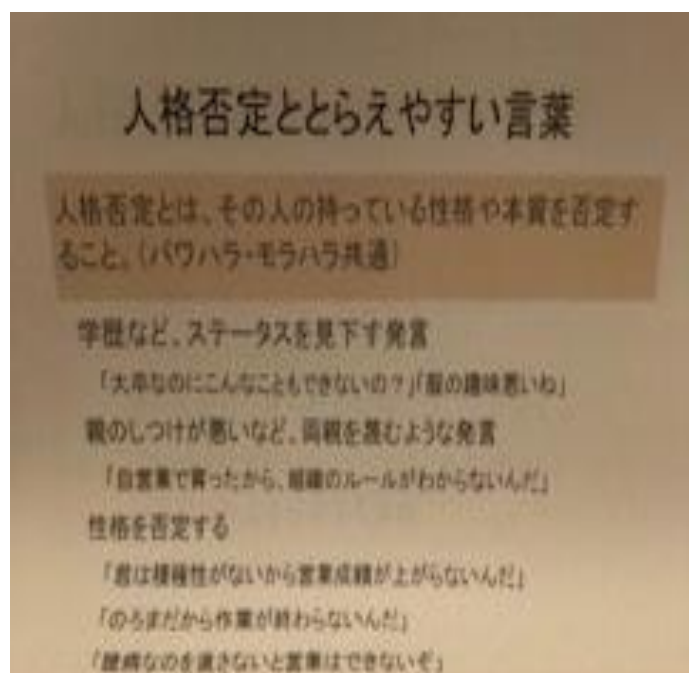 人格否定ととらえやすい言葉
人格否定とは、その人の持っている性格や本質を否定す
ること。（パワハラ・モラハラ共通）
学歴など、ステータスを見下す発言
「大卒なのにこんなこともできないの？」「服の趣味悪いね」
親のしつけが悪いなど、両親を蔑むような発言
「自営業で育ったから、組織のルールがわからないんだ」
性格を否定する
「君は積極性がないから営業成績が上がらないんだ」
「のろまだから作業が終わらないんだ」
「臆病なのを直さないと営業はできないぞ」